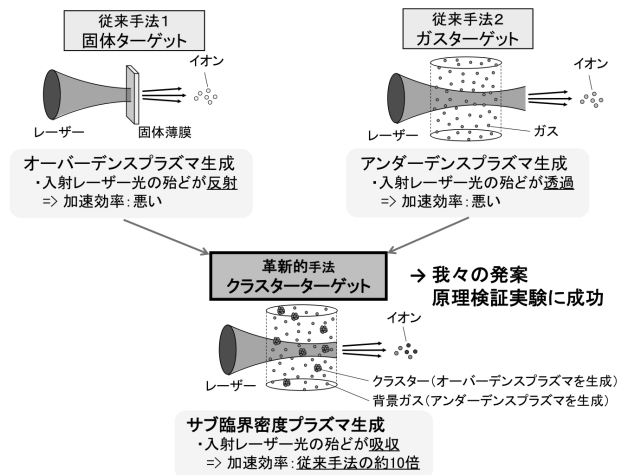 従来手法1
固体ターゲット
イオン
レーザー
固体薄膜
オーバーデンスプラズマ生成
・入射レーザー光の殆どが反射
=> 加速効率：悪い
従来手法2
ガスターゲット
イオン
レーザー
ガス
アンダーデンスプラズマ生成
・入射レーザー光の殆どが透過
=> 加速効率：悪い
革新的手法
クラスターターゲット
→ 我々の発案
原理検証実験に成功
イオン
レーザー
クラスター（オーバーデンスプラズマを生成）
背景ガス（アンダーデンスプラズマを生成）
サブ臨界密度プラズマ生成
・入射レーザー光の殆どが吸収
=> 加速効率：従来手法の約10倍